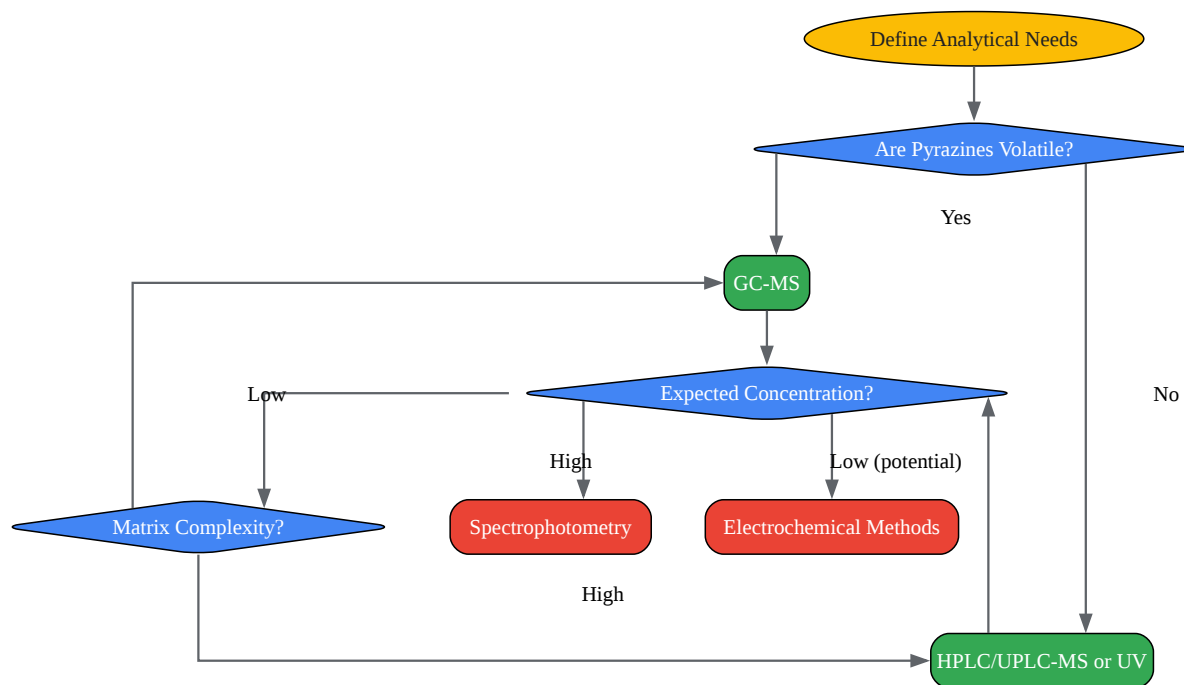 Define Analytical Needs
Are Pyrazines Volatile?
Yes
GC-MS
Expected Concentration?
Low
No
High
Low (potential)
Matrix Complexity?
Spectrophotometry
Electrochemical Methods
High
HPLC/UPLC-MS or UV